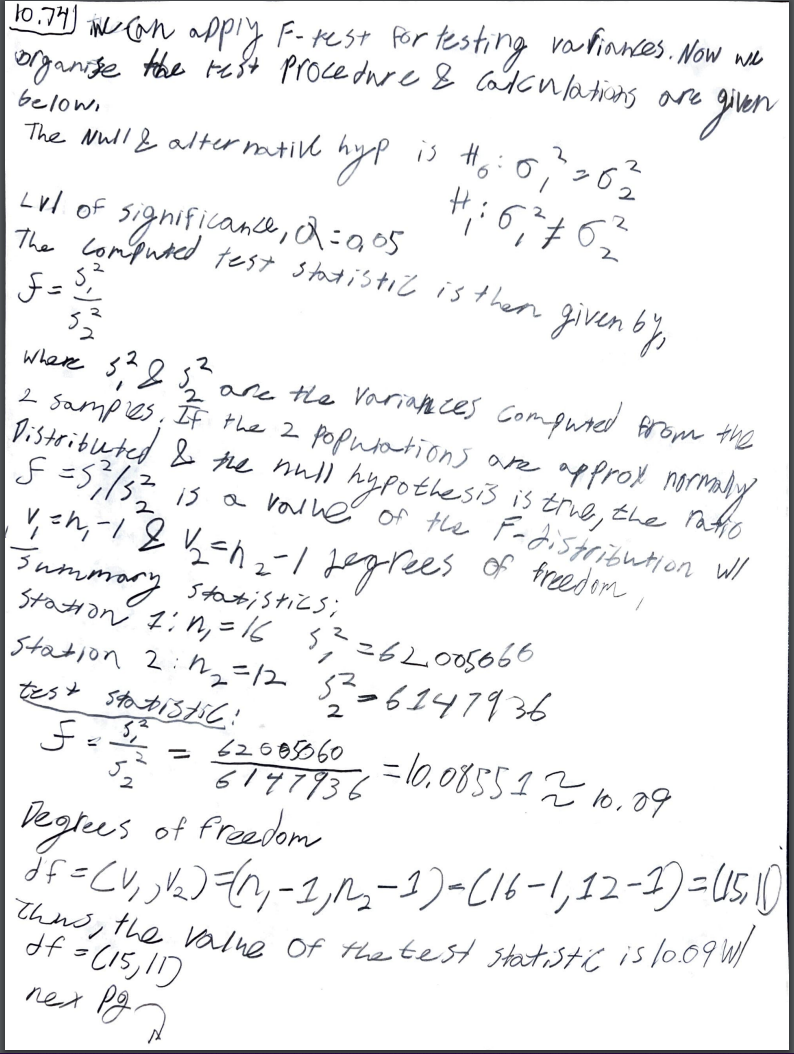 10.74) we can apply F-test for testing variances. Now we
organize the test procedure & calculations are given
below.
The Null & alternative hyp is H₀: σ₁² = σ₂²
H₁: σ₁² ≠ σ₂²
Lvl of significance, α = 0.05
The computed test statistic is then given by,
f = s₁²/s₂²
where s₁² & s₂² are the variances computed from the
2 samples. If the 2 populations are approx normally
Distributed & the null hypothesis is true, the ratio
f = s₁²/s₂² is a value of the F-distribution w/
v₁ = n₁-1 & v₂ = n₂-1 degrees of freedom,
Summary statistics:
Station 1: n₁ = 16 s₁² = 62005060
Station 2: n₂ = 12 s₂² = 6147936
test statistic:
f = s₁²/s₂² = 62005060/6147936 = 10.08551 ≈ 10.09
Degrees of freedom
df = (v₁, v₂) = (n₁-1, n₂-1) = (16-1, 12-1) = (15, 11)
Thus, the value of the test statistic is 10.09 w/
df = (15, 11)
nex pg